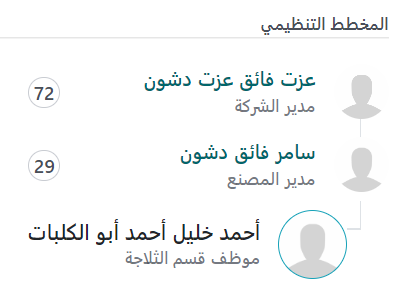 المخطط التنظيمي
عزت فائق عزت دشون
72
مدير الشركة
سامر فائق دشون
29
مدير المصنع
أحمد خليل أحمد أبو الكلبات
موظف قسم الثلاجة